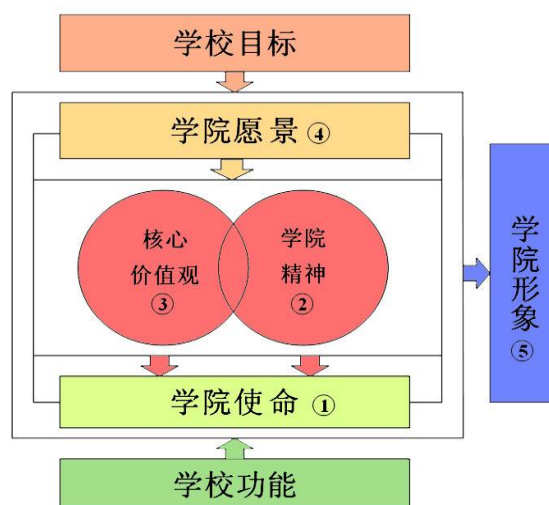 学校目标
学院愿景④
核心
价值观
③
学院
精神
②
学院使命①
学校功能
学院形象⑤